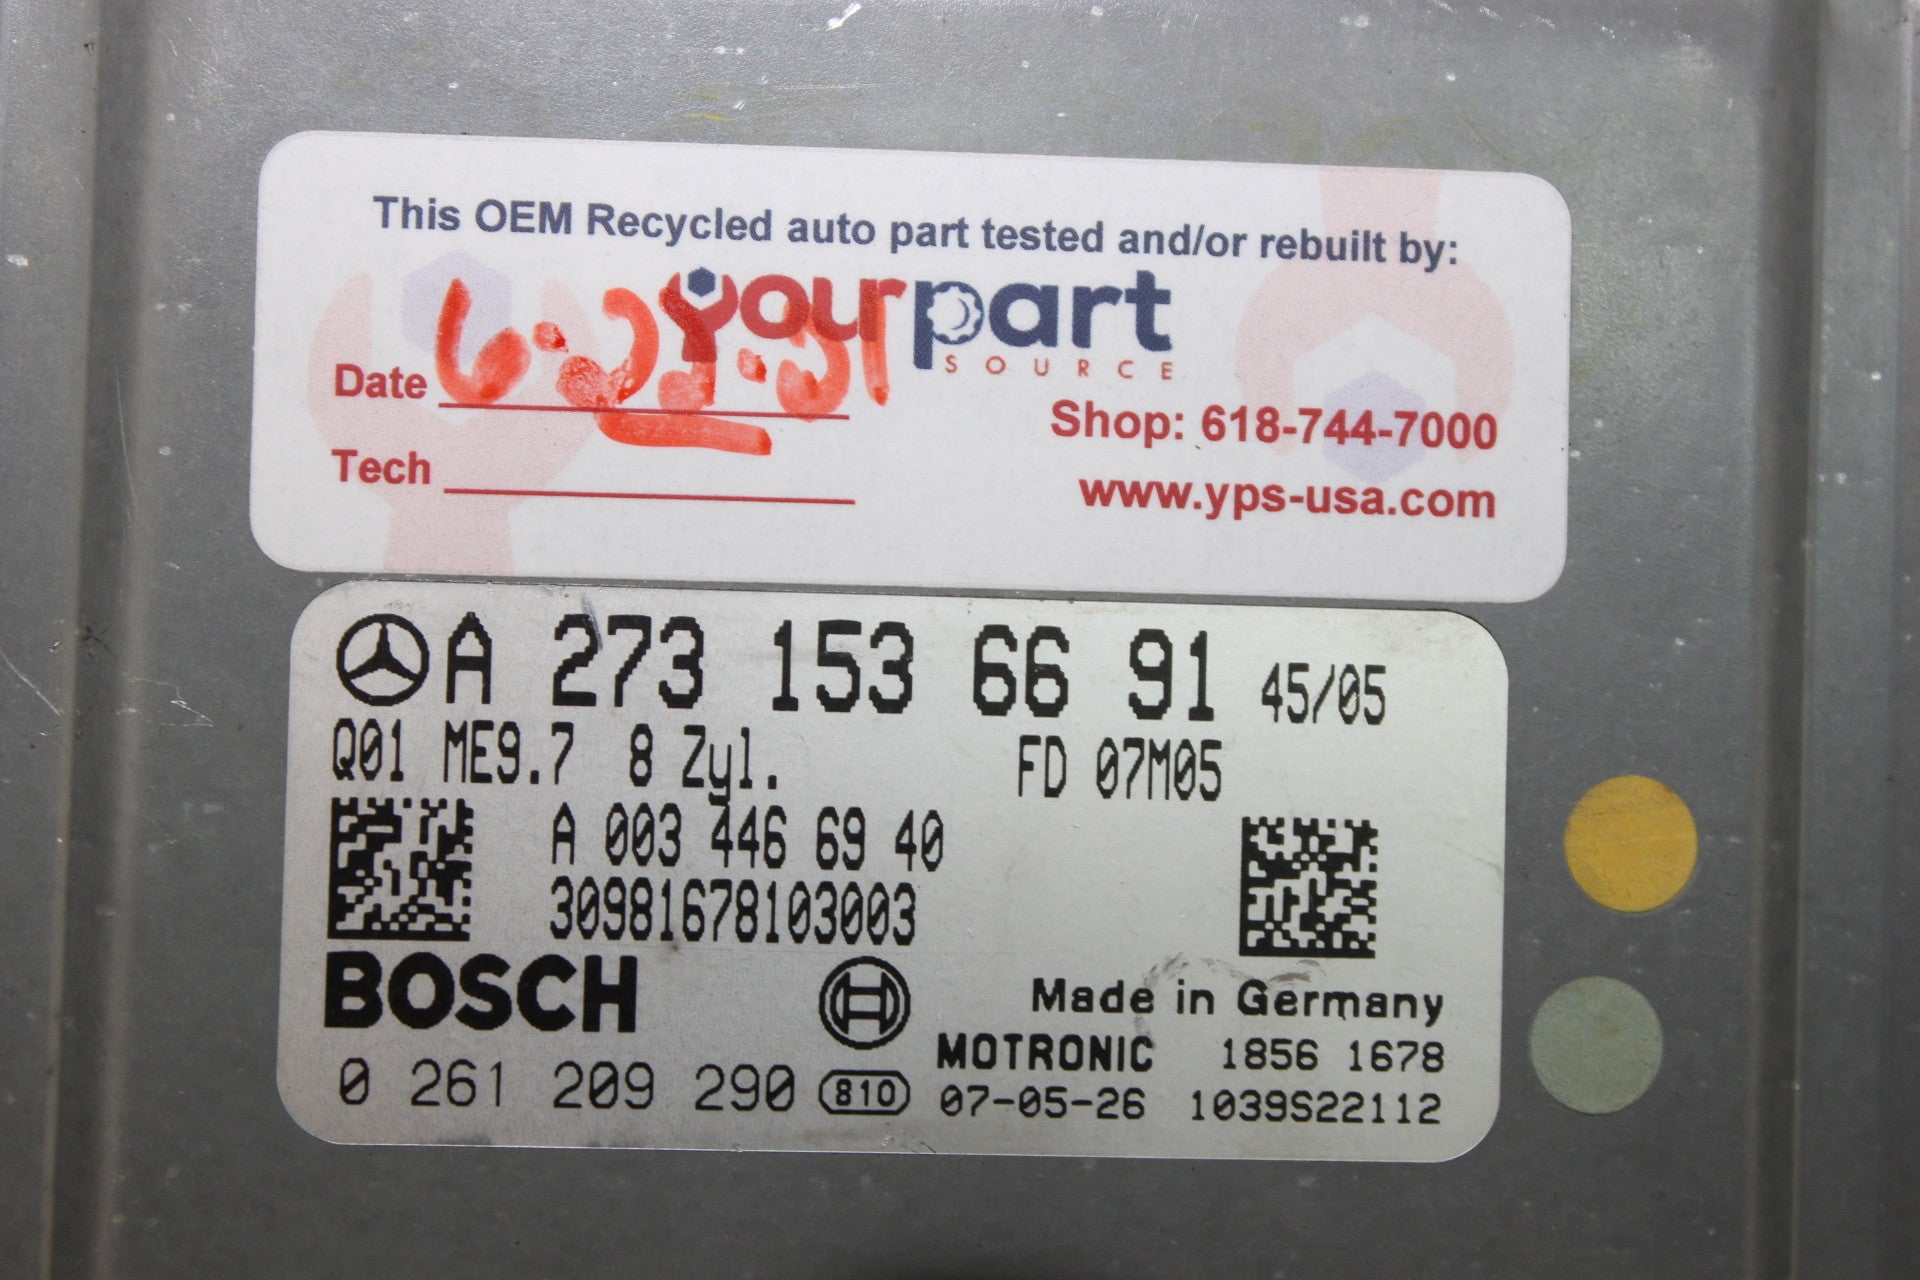 This OEM Recycled auto part tested and/or rebuilt by:
yourpart
SOURCE
Date
Shop: 618-744-7000
Tech
www.yps-usa.com
A 273 153 66 91 45/05
Q01 ME9.7 8 Zyl. FD 07M05
A 003 446 69 40
30981678103003
BOSCH
Made in Germany
MOTRONIC 1856 1678
0 261 209 290 810 07-05-26 1039S22112